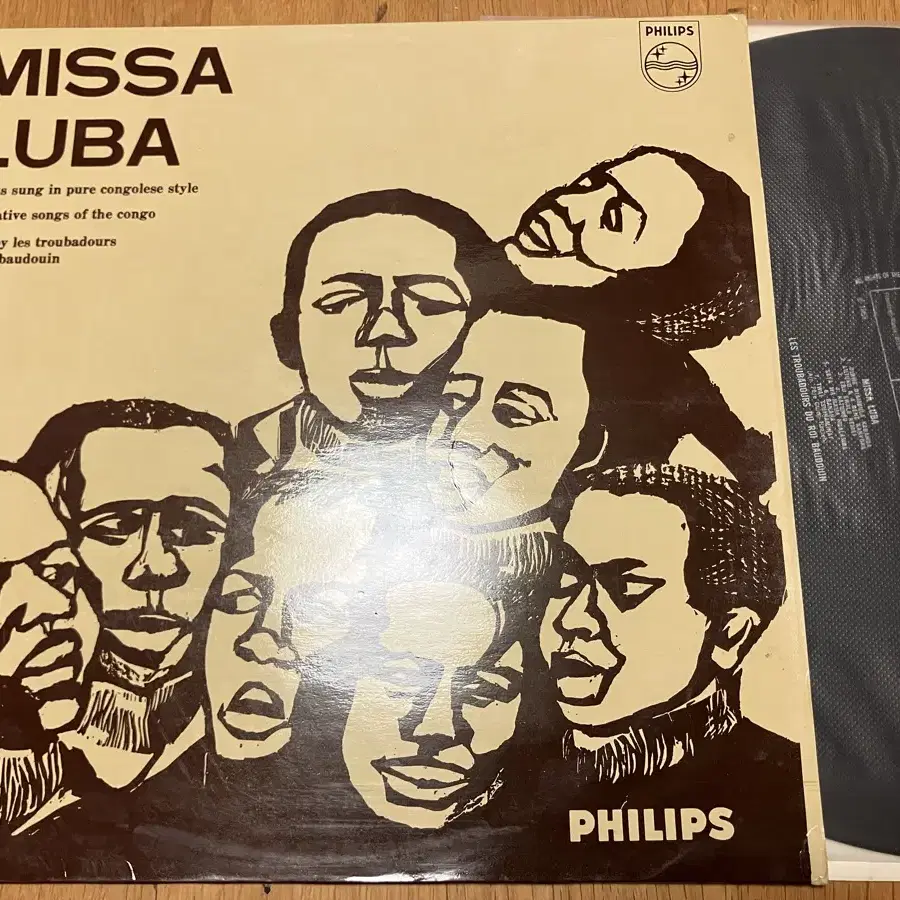 MISSA
LUBA
s sung in pure congolese style
ative songs of the congo
y les troubadours
baudouin
PHILIPS
PHILIPS
LES TROUBADOURS DU ROI BAUDOUIN
MISSA LUBA